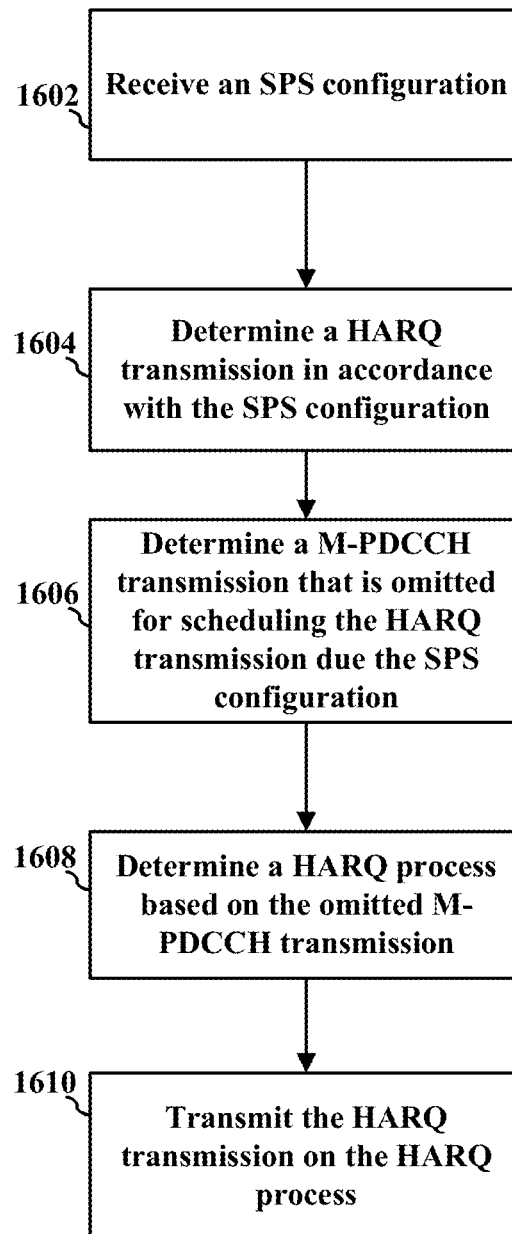 1602
Receive an SPS configuration
1604
Determine a HARQ
transmission in accordance
with the SPS configuration
1606
Determine a M-PDCCH
transmission that is omitted
for scheduling the HARQ
transmission due the SPS
configuration
1608
Determine a HARQ process
based on the omitted M-
PDCCH transmission
1610
Transmit the HARQ
transmission on the HARQ
process